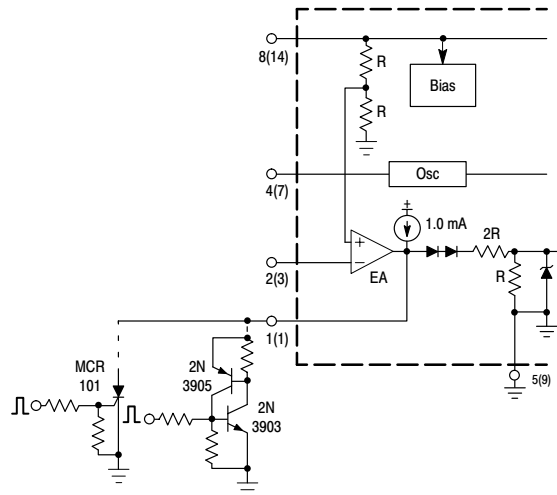 8(14)
R
Bias
R
4(7)
Osc
+
1.0 mA
2R
+
−
2(3)
EA
R
1(1)
MCR
101
2N
3905
5(9)
2N
3903